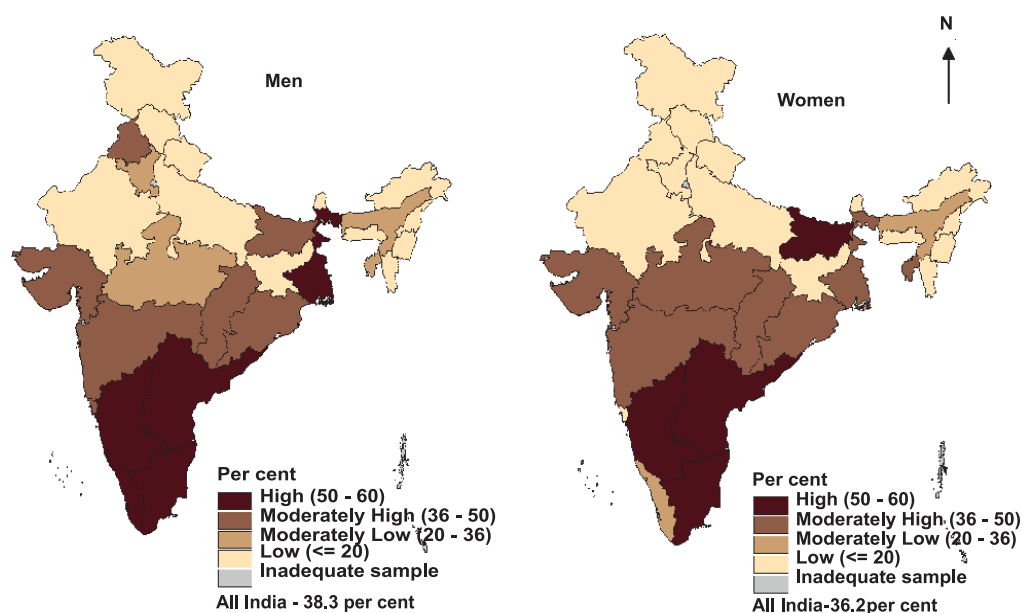 Men
Per cent
High (50 - 60)
Moderately High (36 - 50)
Moderately Low (20 - 36)
Low (<= 20)
Inadequate sample
All India - 38.3 per cent
N
Women
Per cent
High (50 - 60)
Moderately High (36 - 50)
Moderately Low (20 - 36)
Low (<= 20)
Inadequate sample
All India-36.2per cent